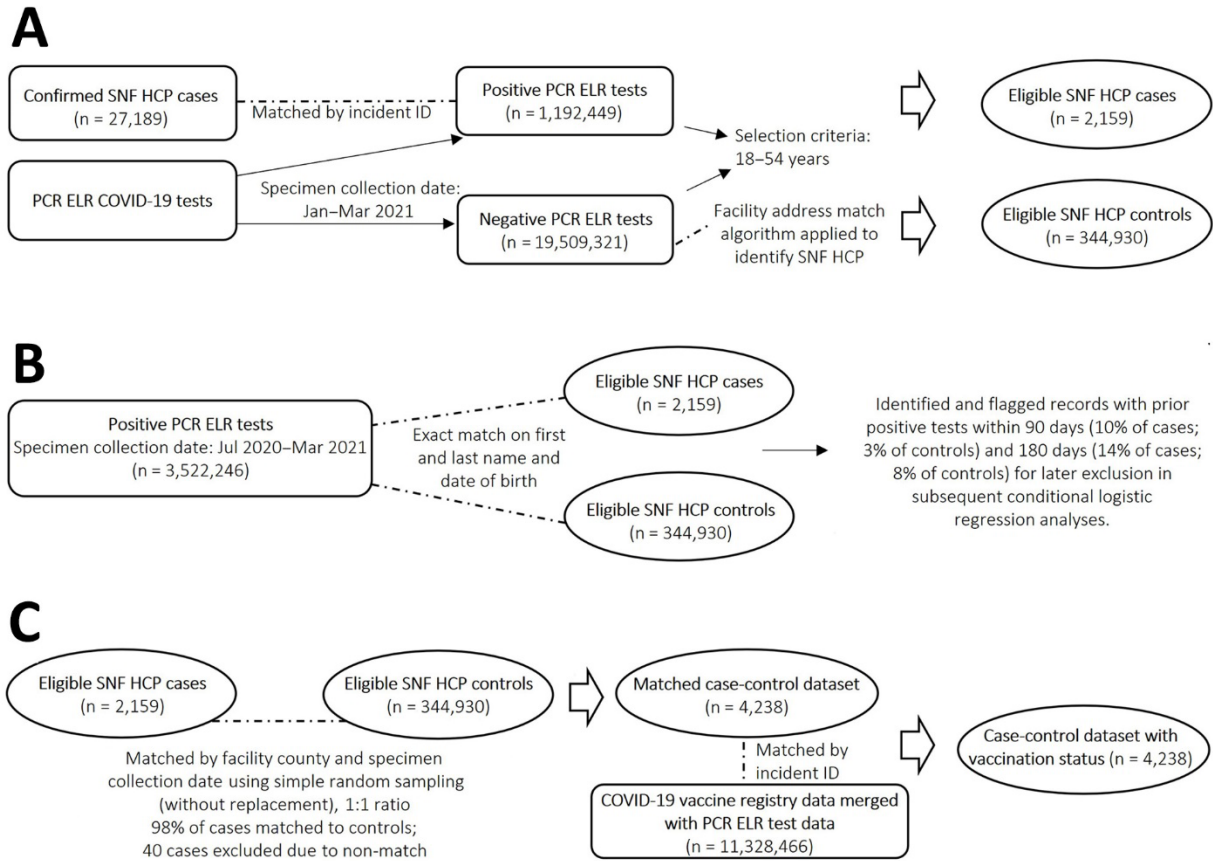 A
Confirmed SNF HCP cases
(n = 27,189)
Matched by incident ID
Positive PCR ELR tests
(n = 1,192,449)
Eligible SNF HCP cases
(n = 2,159)
PCR ELR COVID-19 tests
Specimen collection date:
Jan–Mar 2021
Selection criteria:
18–54 years
Negative PCR ELR tests
(n = 19,509,321)
Facility address match
algorithm applied to
identify SNF HCP
Eligible SNF HCP controls
(n = 344,930)
B
Positive PCR ELR tests
Specimen collection date: Jul 2020–Mar 2021
(n = 3,522,246)
Exact match on first
and last name and
date of birth
Eligible SNF HCP cases
(n = 2,159)
Eligible SNF HCP controls
(n = 344,930)
Identified and flagged records with prior
positive tests within 90 days (10% of cases;
3% of controls) and 180 days (14% of cases;
8% of controls) for later exclusion in
subsequent conditional logistic
regression analyses.
C
Eligible SNF HCP cases
(n = 2,159)
Eligible SNF HCP controls
(n = 344,930)
Matched by facility county and specimen
collection date using simple random sampling
(without replacement), 1:1 ratio
98% of cases matched to controls;
40 cases excluded due to non-match
Matched case-control dataset
(n = 4,238)
Matched by
incident ID
COVID-19 vaccine registry data merged
with PCR ELR test data
(n = 11,328,466)
Case-control dataset with
vaccination status (n = 4,238)